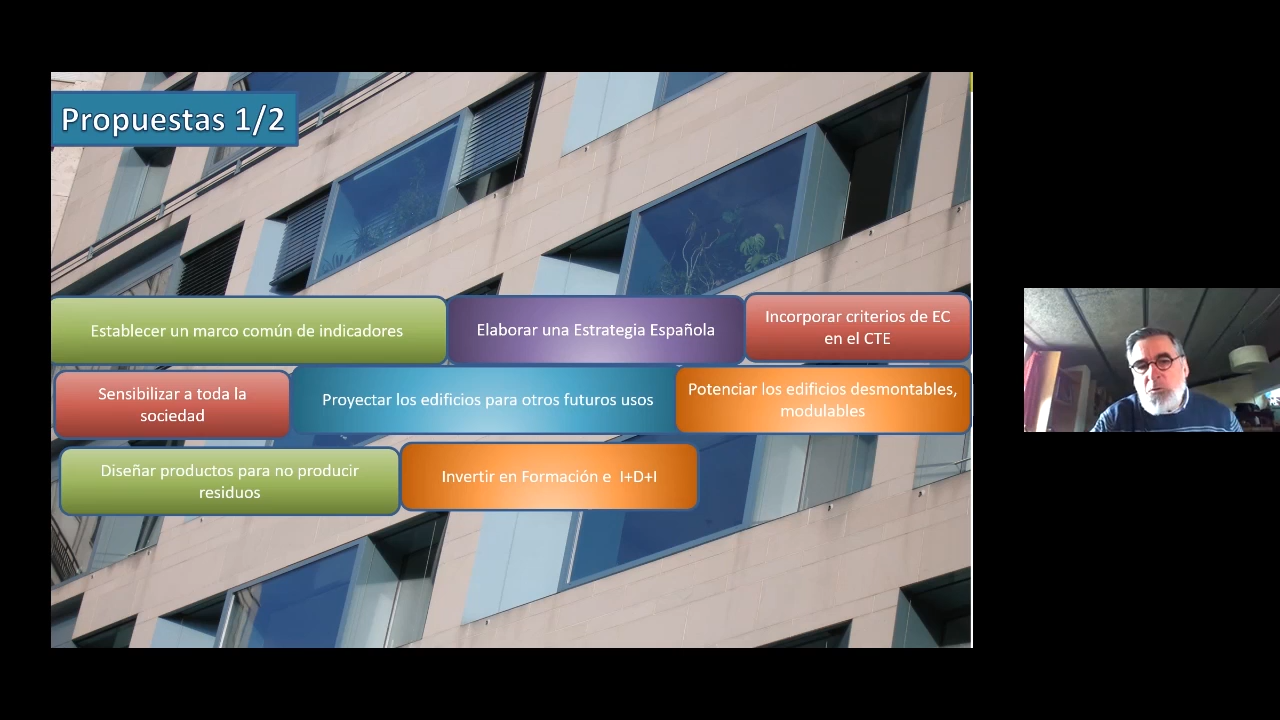 Propuestas 1/2
Establecer un marco común de indicadores
Elaborar una Estrategia Española
Incorporar criterios de EC
en el CTE
Sensibilizar a toda la
sociedad
Proyectar los edificios para otros futuros usos
Potenciar los edificios desmontables,
modulables
Diseñar productos para no producir
residuos
Invertir en Formación e I+D+I